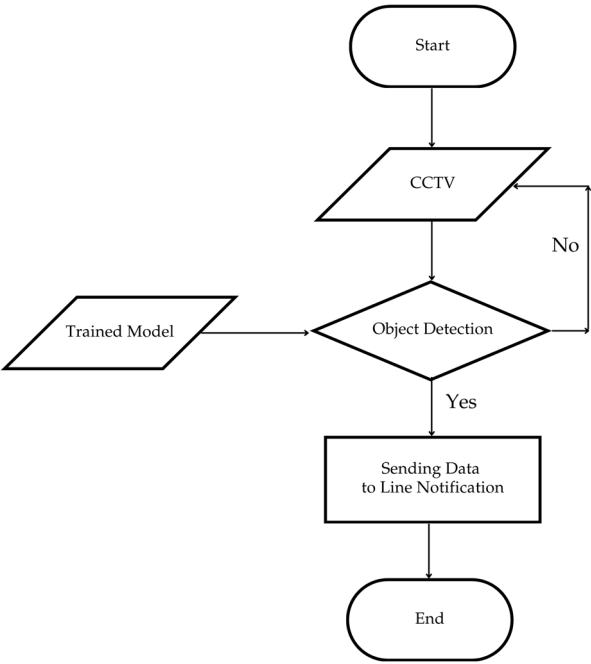 Start
CCTV
No
Trained Model
Object Detection
Yes
Sending Data
to Line Notification
End